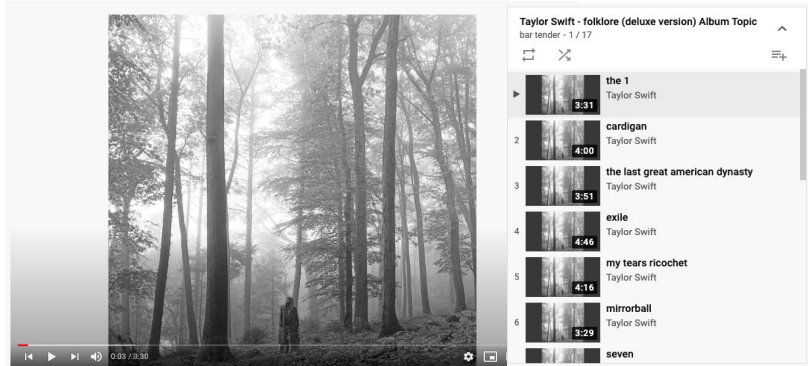 Taylor Swift - folklore (deluxe version) Album Topic
bar tender - 1 / 17
the 1
Taylor Swift
3:31
2
cardigan
Taylor Swift
4:00
3
the last great american dynasty
Taylor Swift
3:51
4
exile
Taylor Swift
4:46
5
my tears ricochet
Taylor Swift
4:16
6
mirrorball
Taylor Swift
3:29
seven
0:03 / 3:30